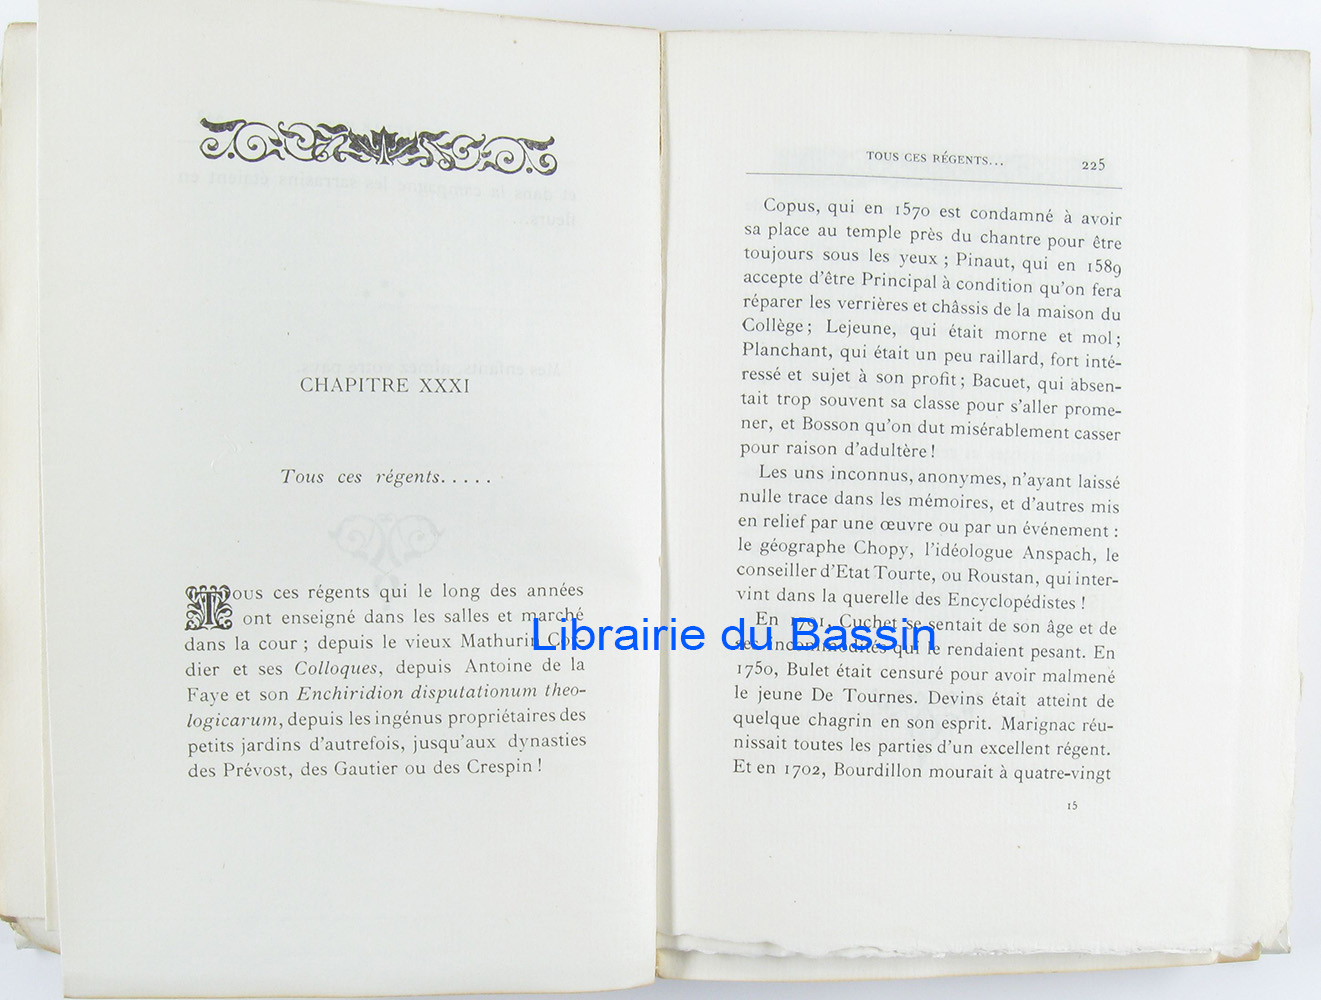 CHAPITRE XXXI
Tous ces régents.....
Tous ces régents qui le long des années
ont enseigné dans les salles et marché
dans la cour ; depuis le vieux Mathurin Cor-
dier et ses Colloques, depuis Antoine de la
Faye et son Enchiridion disputationum theo-
logicarum, depuis les ingénus propriétaires des
petits jardins d'autrefois, jusqu'aux dynasties
des Prévost, des Gautier ou des Crespin !
TOUS CES RÉGENTS... 225
Copus, qui en 1570 est condamné à avoir
sa place au temple près du chantre pour être
toujours sous les yeux ; Pinaut, qui en 1589
accepte d'être Principal à condition qu'on fera
réparer les verrières et châssis de la maison du
Collège ; Lejeune, qui était morne et mol ;
Planchant, qui était un peu raillard, fort inté-
ressé et sujet à son profit ; Bacuet, qui absen-
tait trop souvent sa classe pour s'aller prome-
ner, et Bosson qu'on dut misérablement casser
pour raison d'adultère !
Les uns inconnus, anonymes, n'ayant laissé
nulle trace dans les mémoires, et d'autres mis
en relief par une œuvre ou par un événement :
le géographe Chopy, l'idéologue Anspach, le
conseiller d'Etat Tourte, ou Roustan, qui inter-
vint dans la querelle des Encyclopédistes !
En 1791, Cuchet se sentait de son âge et de
ses incommodités qui le rendaient pesant. En
1750, Bulet était censuré pour avoir malmené
le jeune De Tournes. Devins était atteint de
quelque chagrin en son esprit. Marignac réu-
nissait toutes les parties d'un excellent régent.
Et en 1702, Bourdillon mourait à quatre-vingt
15
Librairie du Bassin